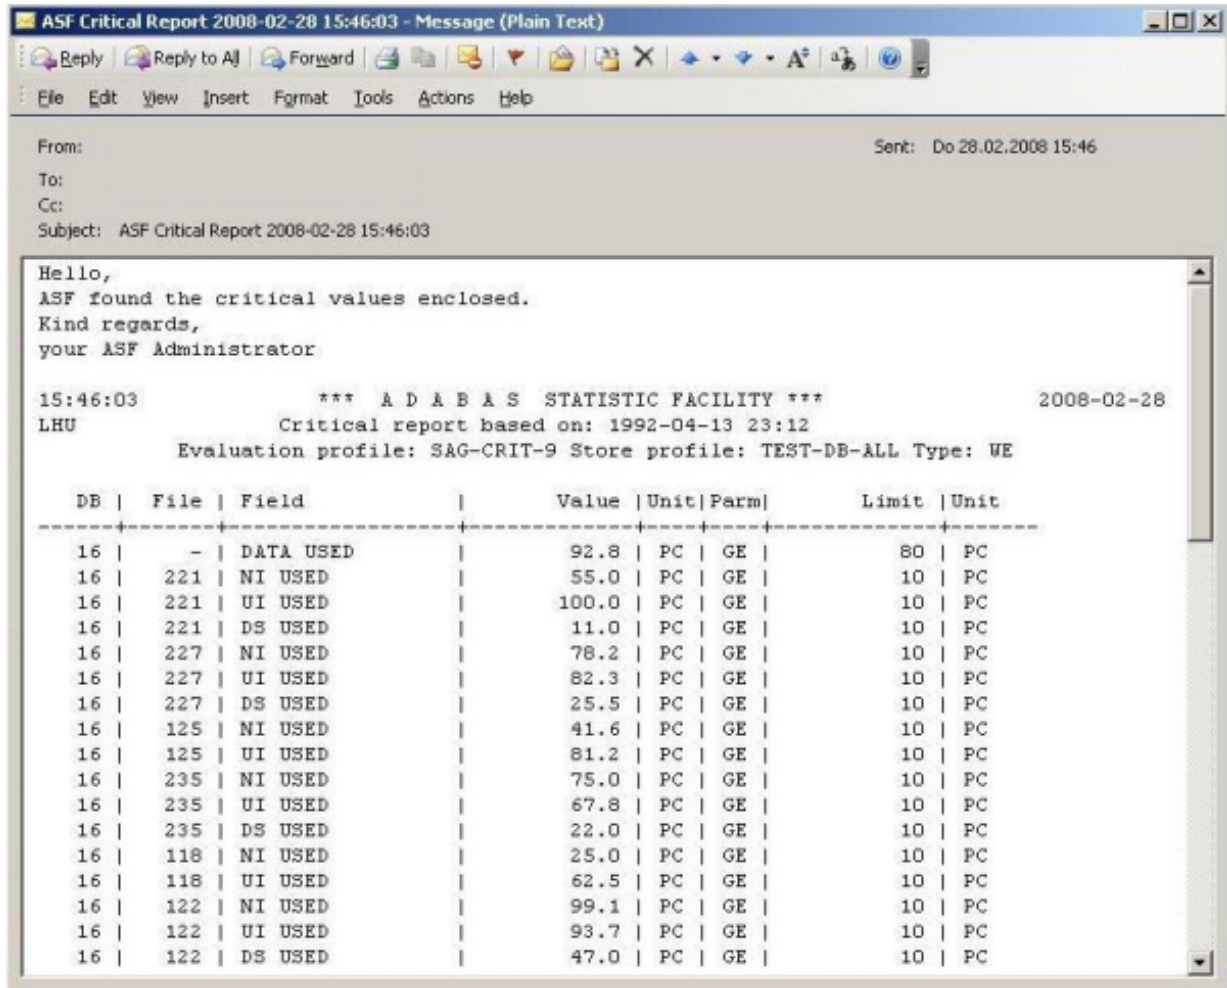 ASF Critical Report 2008-02-28 15:46:03 - Message (Plain Text)
Reply Reply to All Forward
File Edit View Insert Format Tools Actions Help
From: Sent: Do 28.02.2008 15:46
To:
Cc:
Subject: ASF Critical Report 2008-02-28 15:46:03
Hello,
ASF found the critical values enclosed.
Kind regards,
your ASF Administrator
15:46:03 *** A D A B A S STATISTIC FACILITY *** 2008-02-28
LHU Critical report based on: 1992-04-13 23:12
Evaluation profile: SAG-CRIT-9 Store profile: TEST-DB-ALL Type: WE
DB | File | Field | Value |Unit|Parm| Limit |Unit
16 | - | DATA USED | 92.8 | PC | GE | 80 | PC
16 | 221 | NI USED | 55.0 | PC | GE | 10 | PC
16 | 221 | UI USED | 100.0 | PC | GE | 10 | PC
16 | 221 | DS USED | 11.0 | PC | GE | 10 | PC
16 | 227 | NI USED | 78.2 | PC | GE | 10 | PC
16 | 227 | UI USED | 82.3 | PC | GE | 10 | PC
16 | 227 | DS USED | 25.5 | PC | GE | 10 | PC
16 | 125 | NI USED | 41.6 | PC | GE | 10 | PC
16 | 125 | UI USED | 81.2 | PC | GE | 10 | PC
16 | 235 | NI USED | 75.0 | PC | GE | 10 | PC
16 | 235 | UI USED | 67.8 | PC | GE | 10 | PC
16 | 235 | DS USED | 22.0 | PC | GE | 10 | PC
16 | 118 | NI USED | 25.0 | PC | GE | 10 | PC
16 | 118 | UI USED | 62.5 | PC | GE | 10 | PC
16 | 122 | NI USED | 99.1 | PC | GE | 10 | PC
16 | 122 | UI USED | 93.7 | PC | GE | 10 | PC
16 | 122 | DS USED | 47.0 | PC | GE | 10 | PC